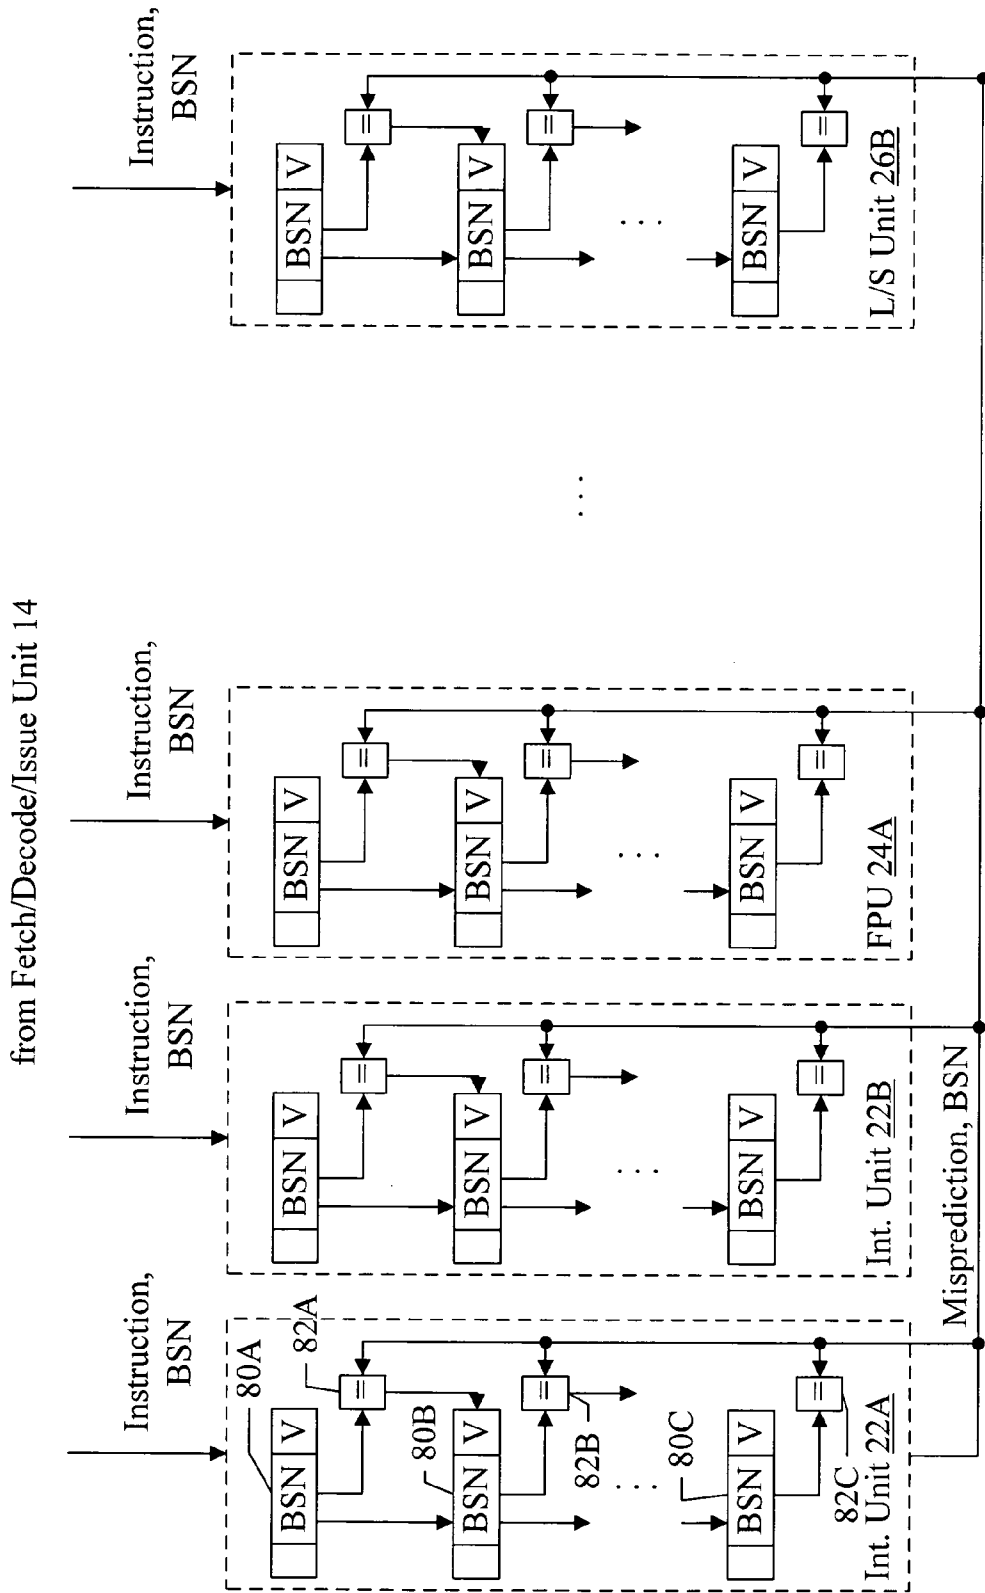 from Fetch/Decode/Issue Unit 14
Instruction,
BSN
Instruction,
BSN
Instruction,
BSN
Instruction,
BSN
80A
BSN V
82A
=
80B
BSN V
=
82B
. . .
80C
BSN V
=
82C
Int. Unit 22A
BSN V
=
BSN V
=
. . .
BSN V
=
Int. Unit 22B
BSN V
=
BSN V
=
. . .
BSN V
=
FPU 24A
. . .
BSN V
=
BSN V
=
. . .
BSN V
=
L/S Unit 26B
Misprediction, BSN